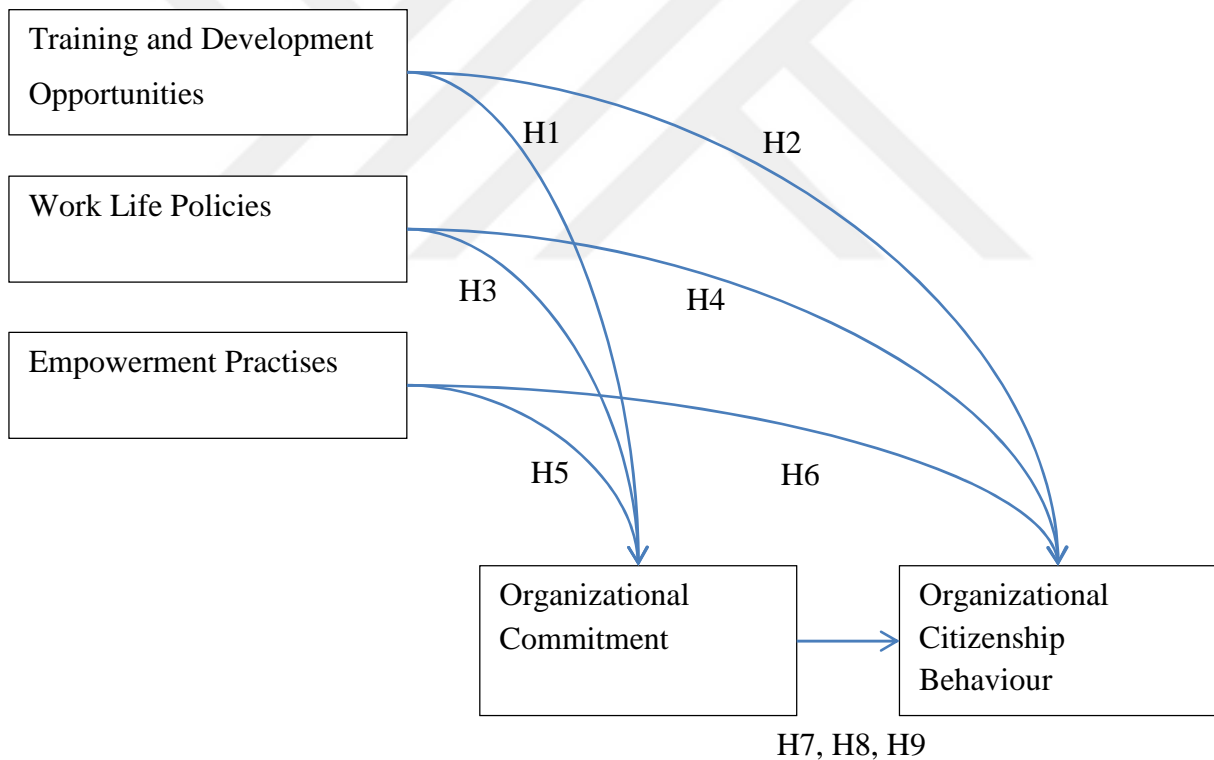 Training and Development
Opportunities
H1
H2
Work Life Policies
H3
H4
Empowerment Practises
H5
H6
Organizational
Commitment
Organizational
Citizenship
Behaviour
H7, H8, H9